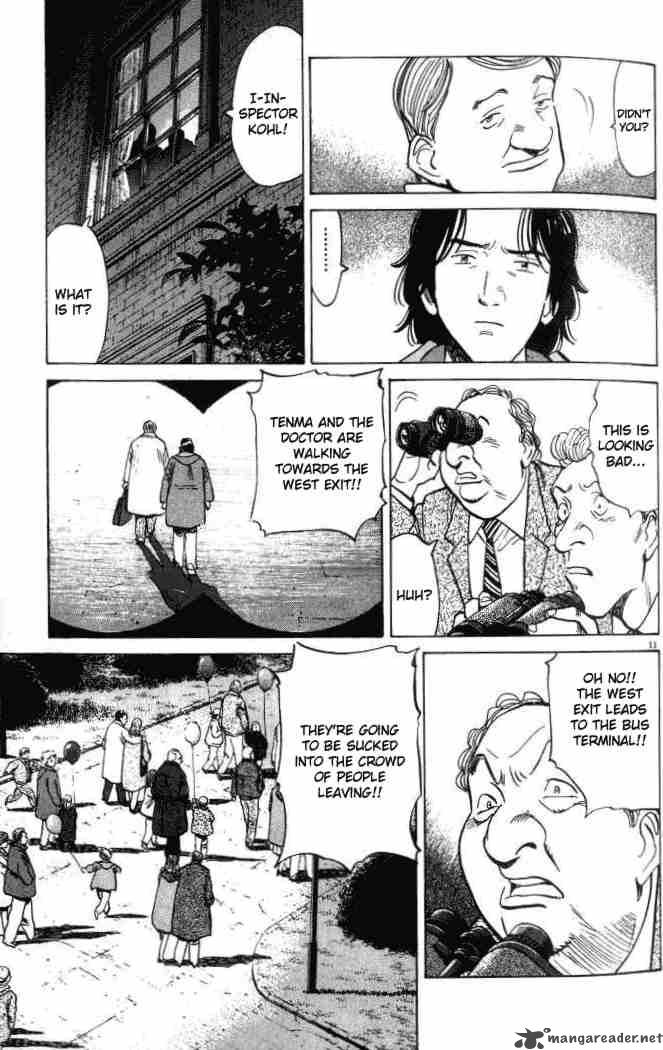 DIDN'T
YOU?
........
I-IN-
SPECTOR
KOHL!
WHAT
IS IT?
THIS IS
LOOKING
BAD...
HUH?
TENMA AND THE
DOCTOR ARE
WALKING
TOWARDS THE
WEST EXIT!!
11
OH NO!!
THE WEST
EXIT LEADS
TO THE BUS
TERMINAL!!
THEY'RE GOING
TO BE SUCKED
INTO THE CROWD
OF PEOPLE
LEAVING!!
mangareader.net